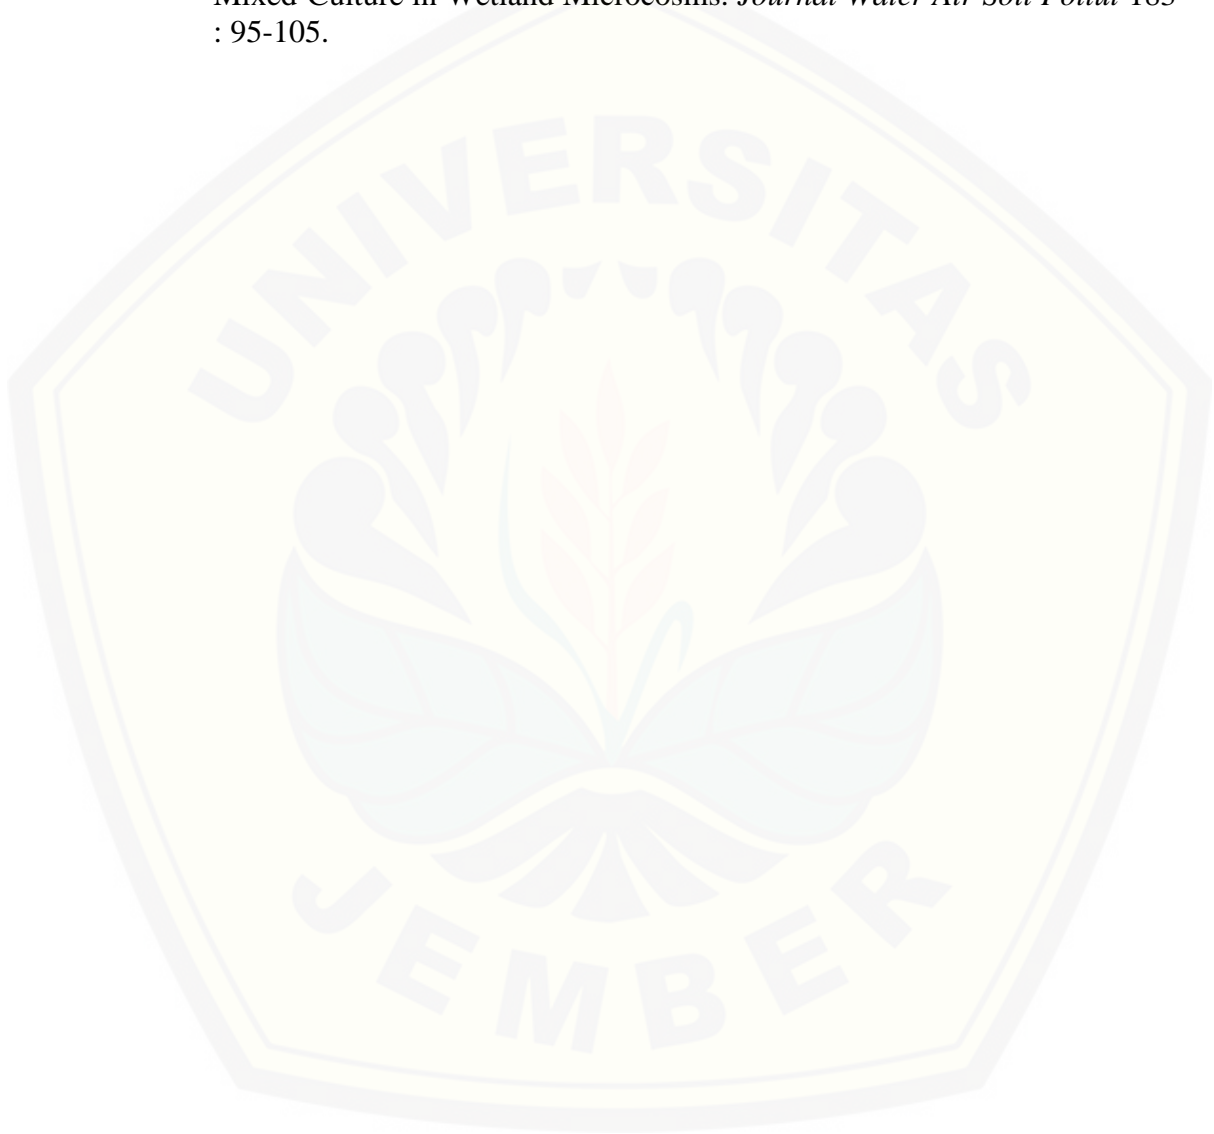 Mixed Culture in Wetland Microcosms. Journal Water Air Soil Pollut 183
: 95-105.
UNIVERSITAS
JEMBER